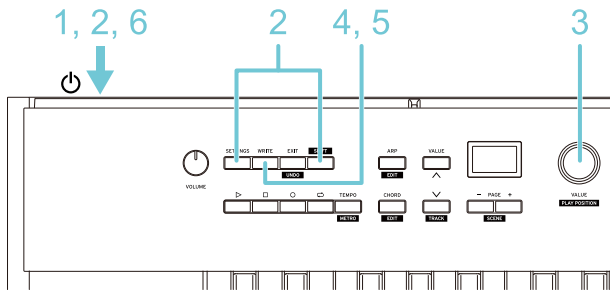 1, 2, 6
2
4, 5
3
SETTINGS WRITE EXIT SHIFT
UNDO
VOLUME
TEMPO
METRO
ARP
EDIT
VALUE
CHORD
EDIT
TRACK
- PAGE +
SCENE
VALUE
PLAY POSITION